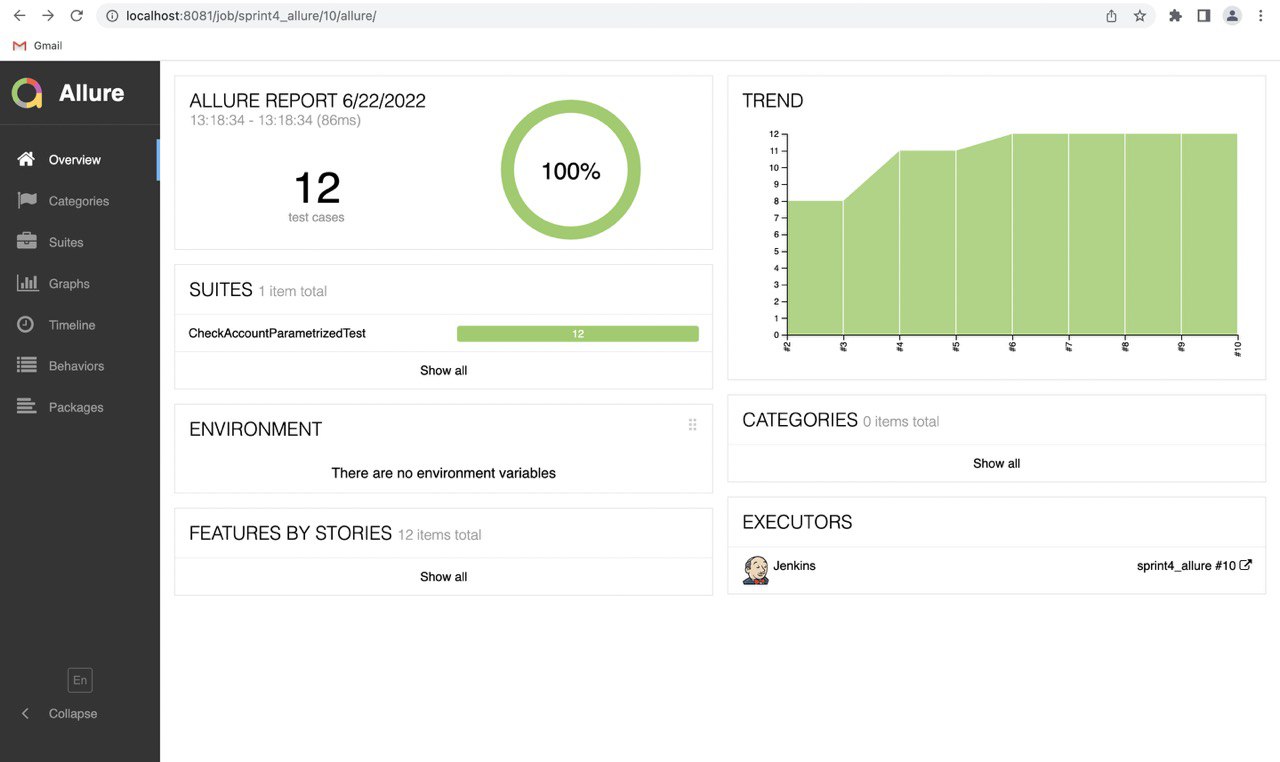 localhost:8081/job/sprint4_allure/10/allure/
Gmail
Allure
Overview
Categories
Suites
Graphs
Timeline
Behaviors
Packages
En
Collapse
ALLURE REPORT 6/22/2022
13:18:34 - 13:18:34 (86ms)
12
test cases
100%
SUITES 1 item total
CheckAccountParametrizedTest 12
Show all
ENVIRONMENT
There are no environment variables
FEATURES BY STORIES 12 items total
Show all
TREND
12
11
10
9
8
7
6
5
4
3
2
1
0
#2 #3 #4 #5 #6 #7 #8 #9 #10
CATEGORIES 0 items total
Show all
EXECUTORS
Jenkins sprint4_allure #10